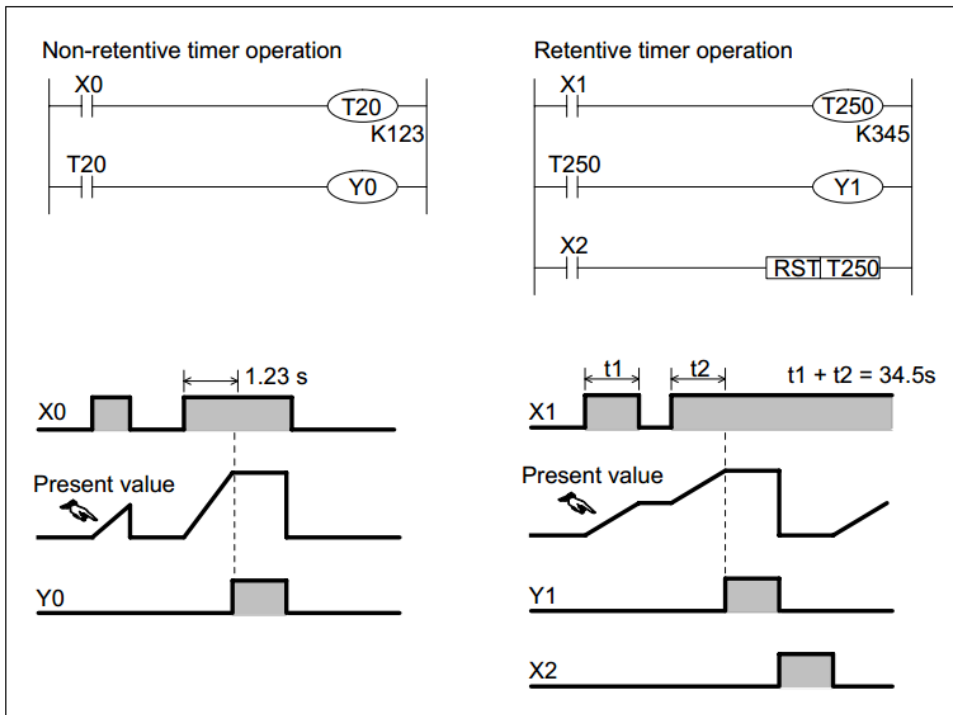 Non-retentive timer operation
X0
T20
K123
T20
Y0
1.23 s
X0
Present value
Y0
Retentive timer operation
X1
T250
K345
T250
Y1
X2
RST T250
t1 t2 t1 + t2 = 34.5s
X1
Present value
Y1
X2